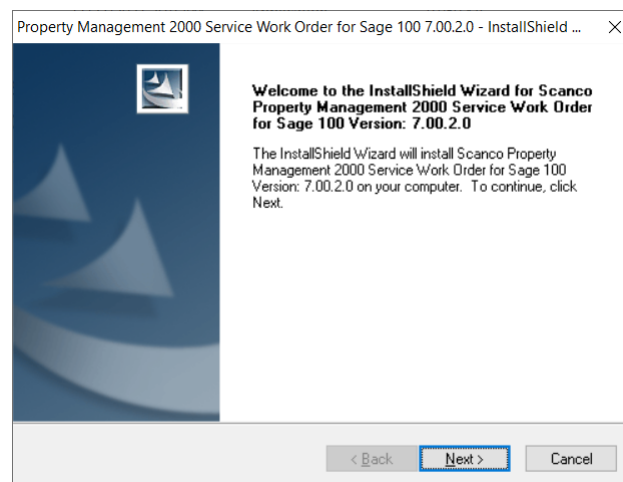 Property Management 2000 Service Work Order for Sage 100 7.00.2.0 - InstallShield ...
Welcome to the InstallShield Wizard for Scanco
Property Management 2000 Service Work Order
for Sage 100 Version: 7.00.2.0
The InstallShield Wizard will install Scanco Property
Management 2000 Service Work Order for Sage 100
Version: 7.00.2.0 on your computer. To continue, click
Next.
< Back
Next >
Cancel